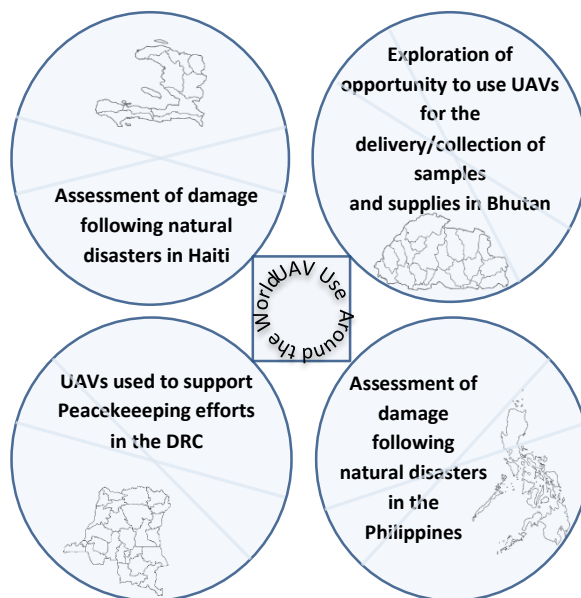 Assessment of damage
following natural
disasters in Haiti
Exploration of
opportunity to use UAVs
for the
delivery/collection of
samples
and supplies in Bhutan
UAV Use Around the World
UAVs used to support
Peacekeeeping efforts
in the DRC
Assessment of
damage
following
natural disasters
in the
Philippines